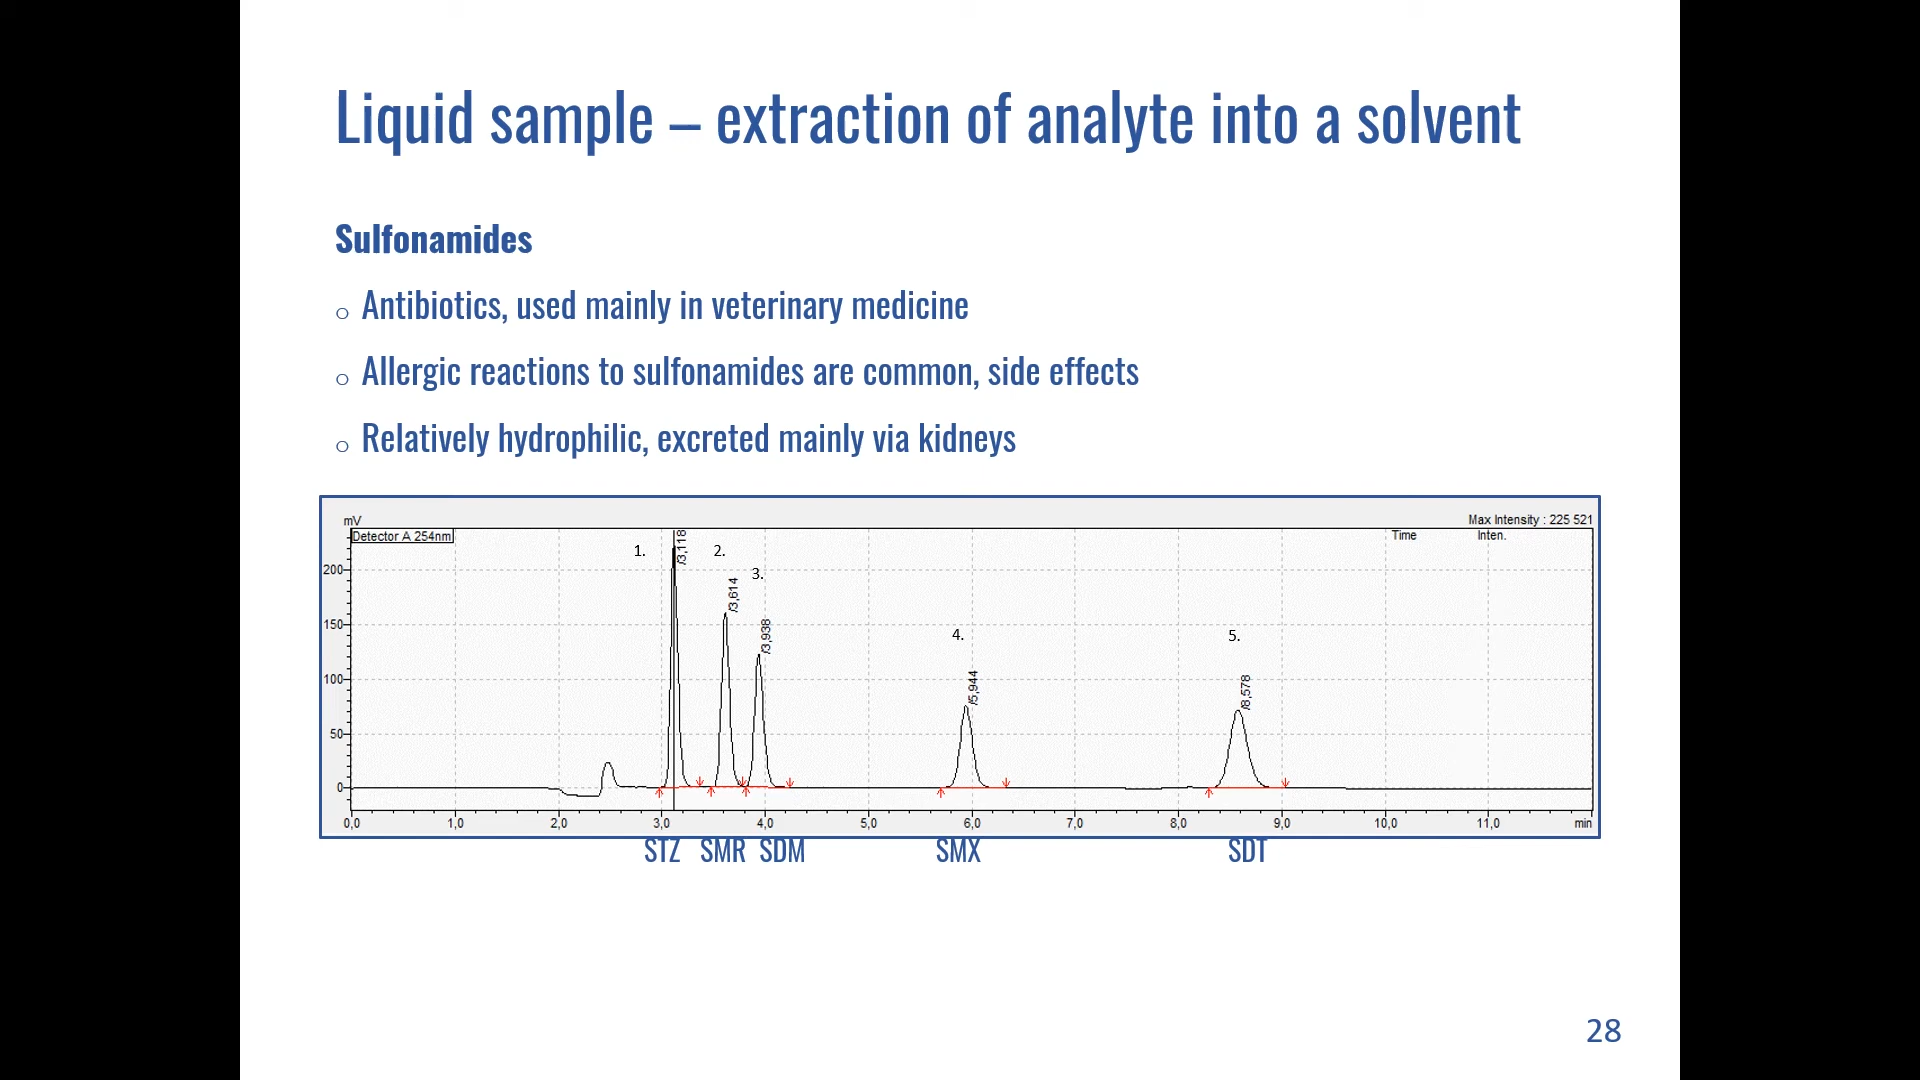 Liquid sample – extraction of analyte into a solvent
Sulfonamides
o Antibiotics, used mainly in veterinary medicine
o Allergic reactions to sulfonamides are common, side effects
o Relatively hydrophilic, excreted mainly via kidneys
mV
Max Intensity : 225 521
Detector A 254nm
Time Inten.
1. 2. 3. 4. 5.
/3,118 /3,614 /3,938 /5,944 /8,578
200
150
100
50
0
0,0 1,0 2,0 3,0 4,0 5,0 6,0 7,0 8,0 9,0 10,0 11,0 min
STZ SMR SDM SMX SDT
28